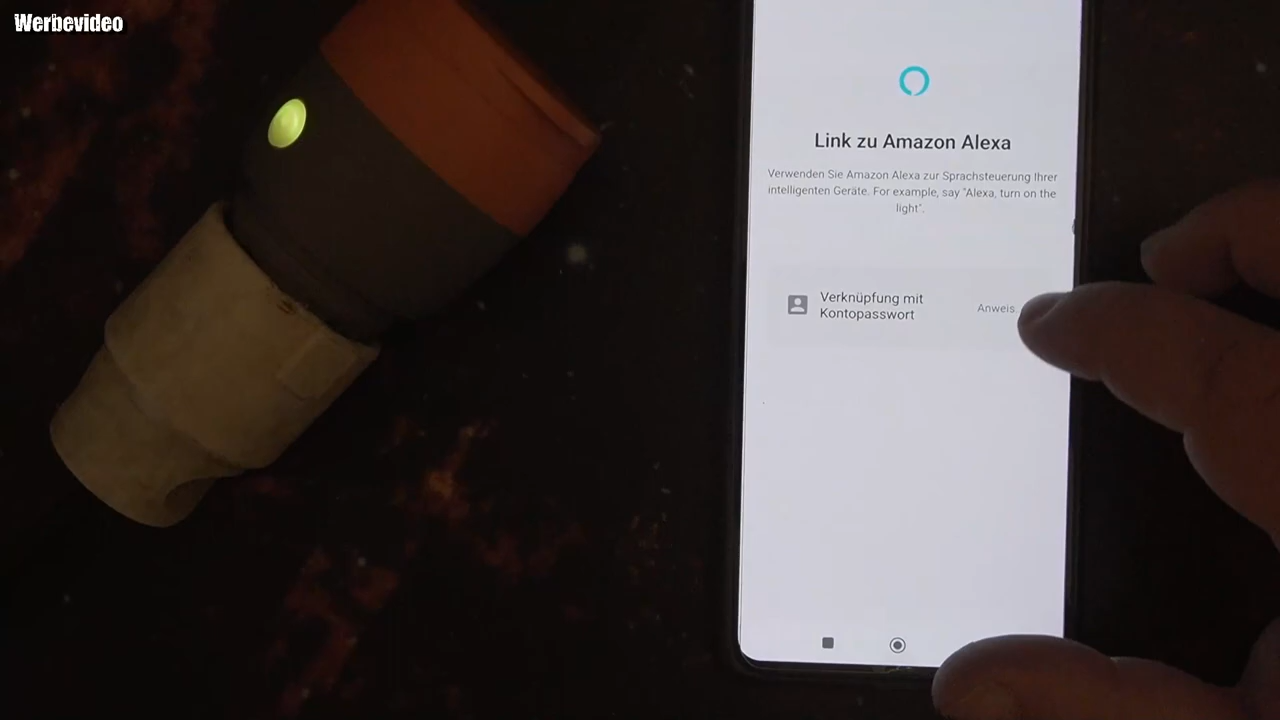 Werbevideo
Link zu Amazon Alexa
Verwenden Sie Amazon Alexa zur Sprachsteuerung Ihrer
intelligenten Geräte. For example, say "Alexa, turn on the
light".
Verknüpfung mit
Kontopasswort
Anweis.